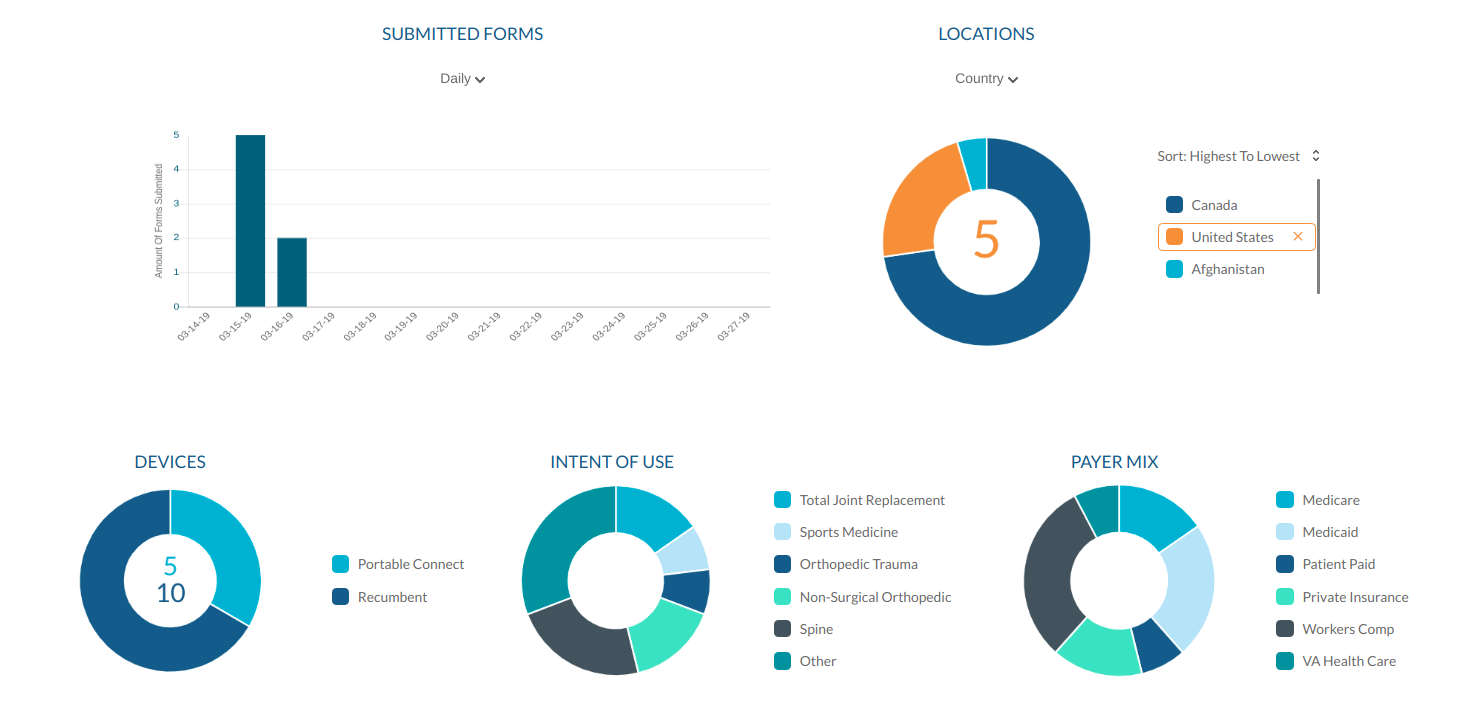 SUBMITTED FORMS
Daily
Amount Of Forms Submitted
5
4
3
2
1
0
03-14-19
03-15-19
03-16-19
03-17-19
03-18-19
03-19-19
03-20-19
03-21-19
03-22-19
03-23-19
03-24-19
03-25-19
03-26-19
03-27-19
LOCATIONS
Country
5
Sort: Highest To Lowest
Canada
United States
Afghanistan
DEVICES
5
10
Portable Connect
Recumbent
INTENT OF USE
Total Joint Replacement
Sports Medicine
Orthopedic Trauma
Non-Surgical Orthopedic
Spine
Other
PAYER MIX
Medicare
Medicaid
Patient Paid
Private Insurance
Workers Comp
VA Health Care